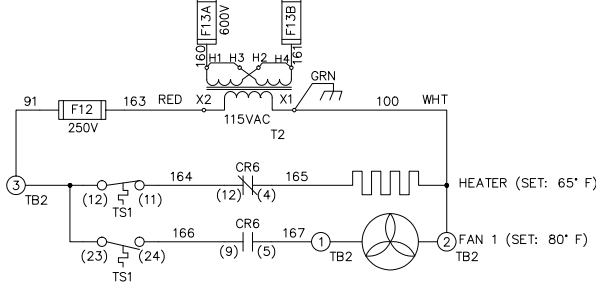 F13A
600V
F13B
160
161
H1 H3 H2 H4
GRN
91
F12
163
RED
X2
X1
100
WHT
250V
115VAC
T2
3
TB2
164
CR6
165
HEATER (SET: 65° F)
(12)
(11)
(12)
(4)
TS1
166
CR6
167
1
2
FAN 1 (SET: 80° F)
(23)
(24)
(9)
(5)
TB2
TB2
TS1